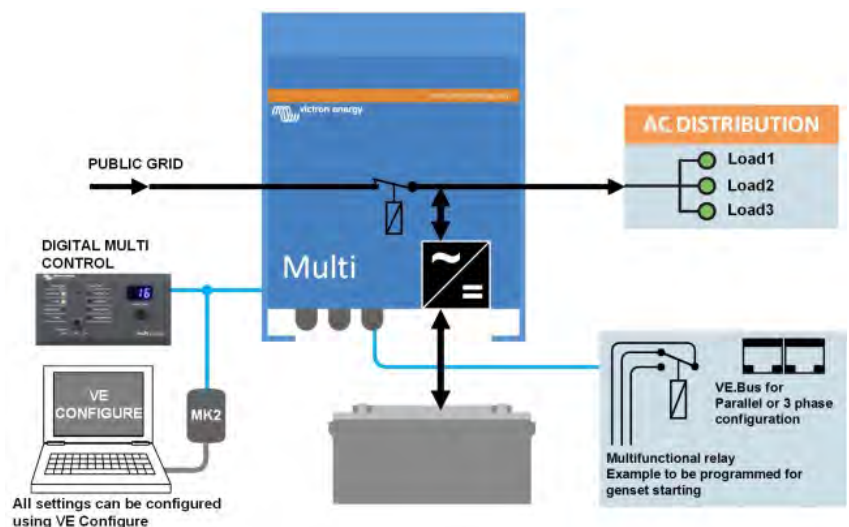 victron energy
AC DISTRIBUTION
PUBLIC GRID
Load1
Load2
Load3
DIGITAL MULTI
CONTROL
16
Multi
VE
CONFIGURE
MK2
VE.Bus for
Parallel or 3 phase
configuration
Multifunctional relay
Example to be programmed for
genset starting
All settings can be configured
using VE Configure